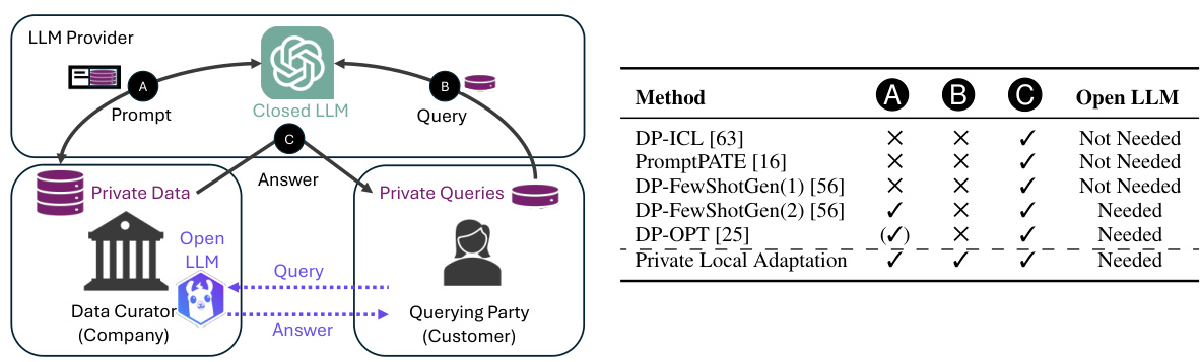 LLM Provider
A
B
Prompt
Closed LLM
Query
C
Answer
Private Data
Private Queries
Open
LLM
Query
Data Curator
(Company)
Answer
Querying Party
(Customer)
Method A B C Open LLM
DP-ICL [63] × × ✓ Not Needed
PromptPATE [16] × × ✓ Not Needed
DP-FewShotGen(1) [56] × × ✓ Not Needed
DP-FewShotGen(2) [56] ✓ × ✓ Needed
DP-OPT [25] (✓) × ✓ Needed
Private Local Adaptation ✓ ✓ ✓ Needed